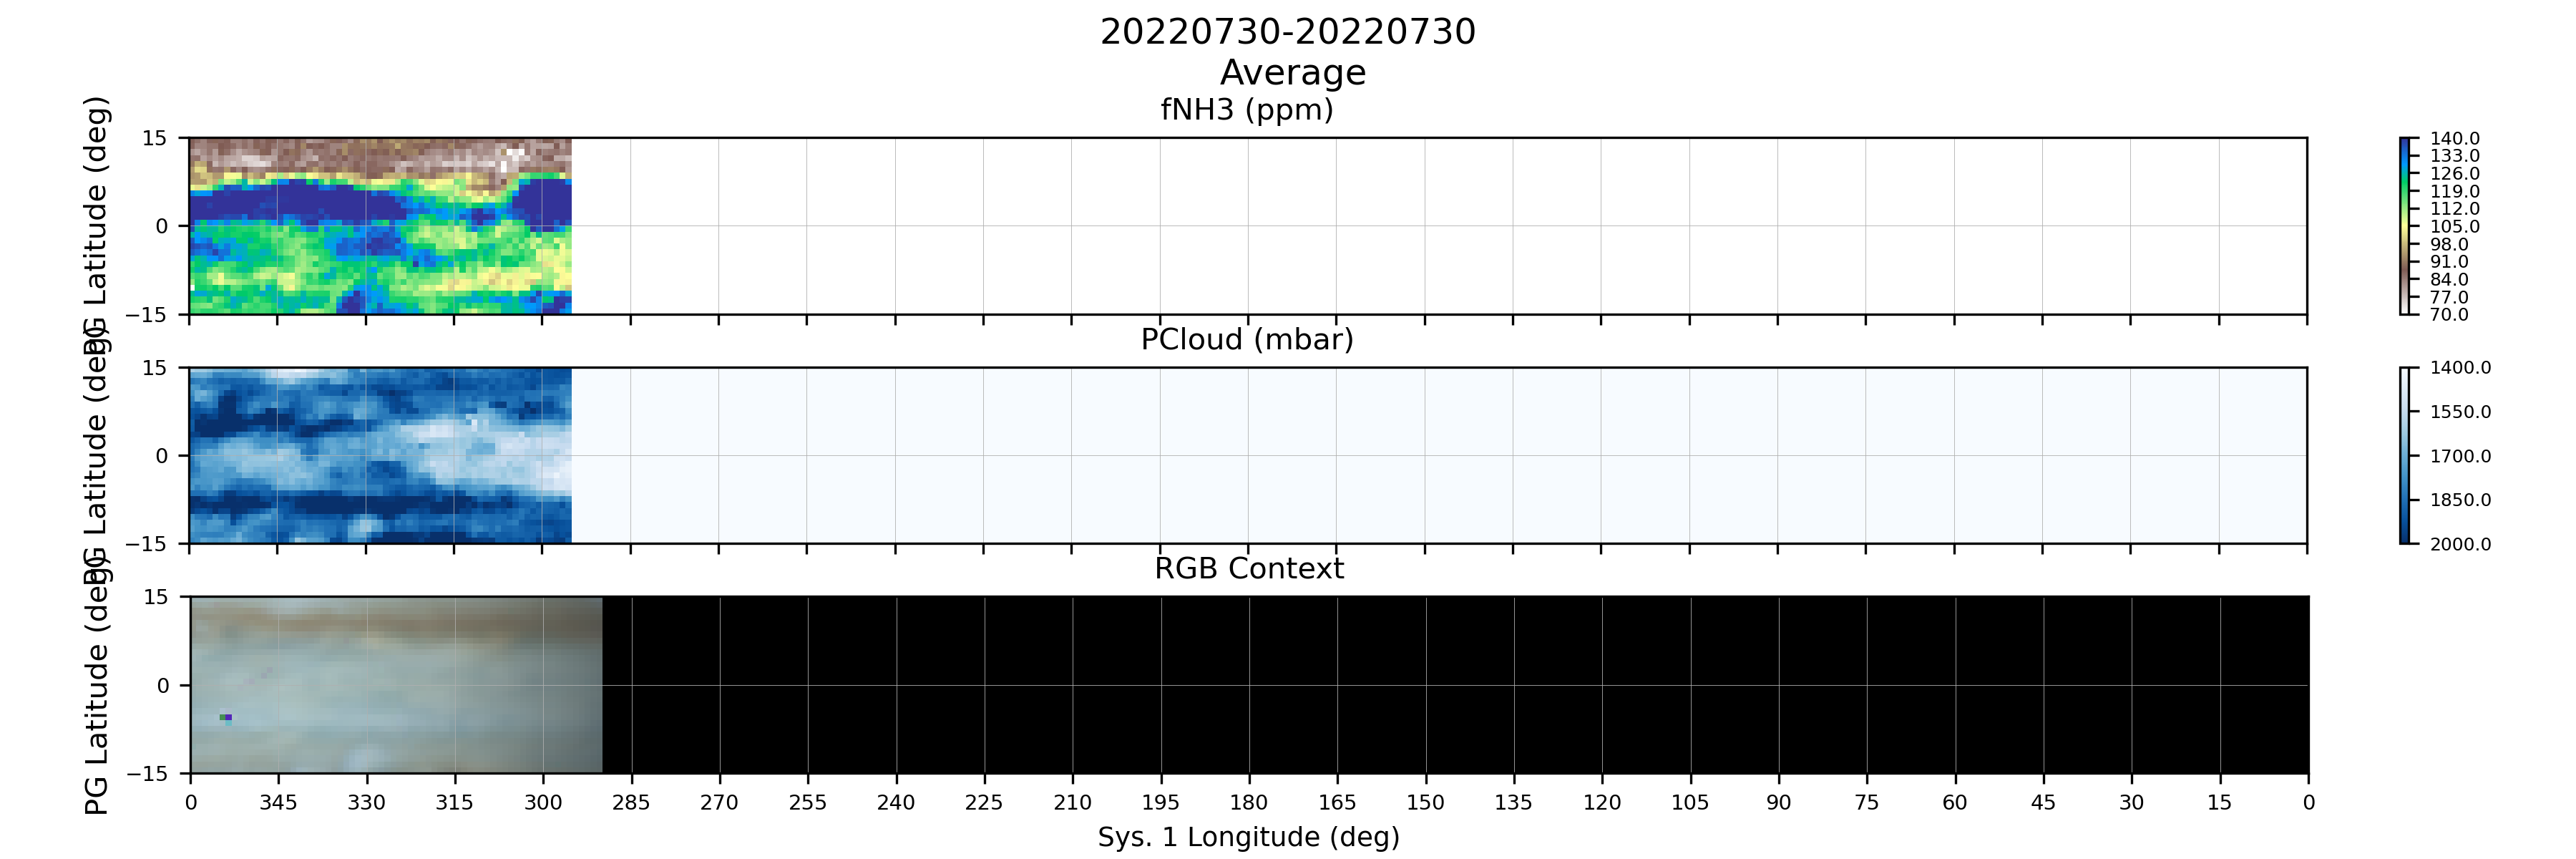 20220730-20220730
Average
fNH3 (ppm)
PG Latitude (deg)
15
0
−15
140.0
133.0
126.0
119.0
112.0
105.0
98.0
91.0
84.0
77.0
70.0
PCloud (mbar)
PG Latitude (deg)
15
0
−15
1400.0
1550.0
1700.0
1850.0
2000.0
RGB Context
PG Latitude (deg)
15
0
−15
0 345 330 315 300 285 270 255 240 225 210 195 180 165 150 135 120 105 90 75 60 45 30 15 0
Sys. 1 Longitude (deg)